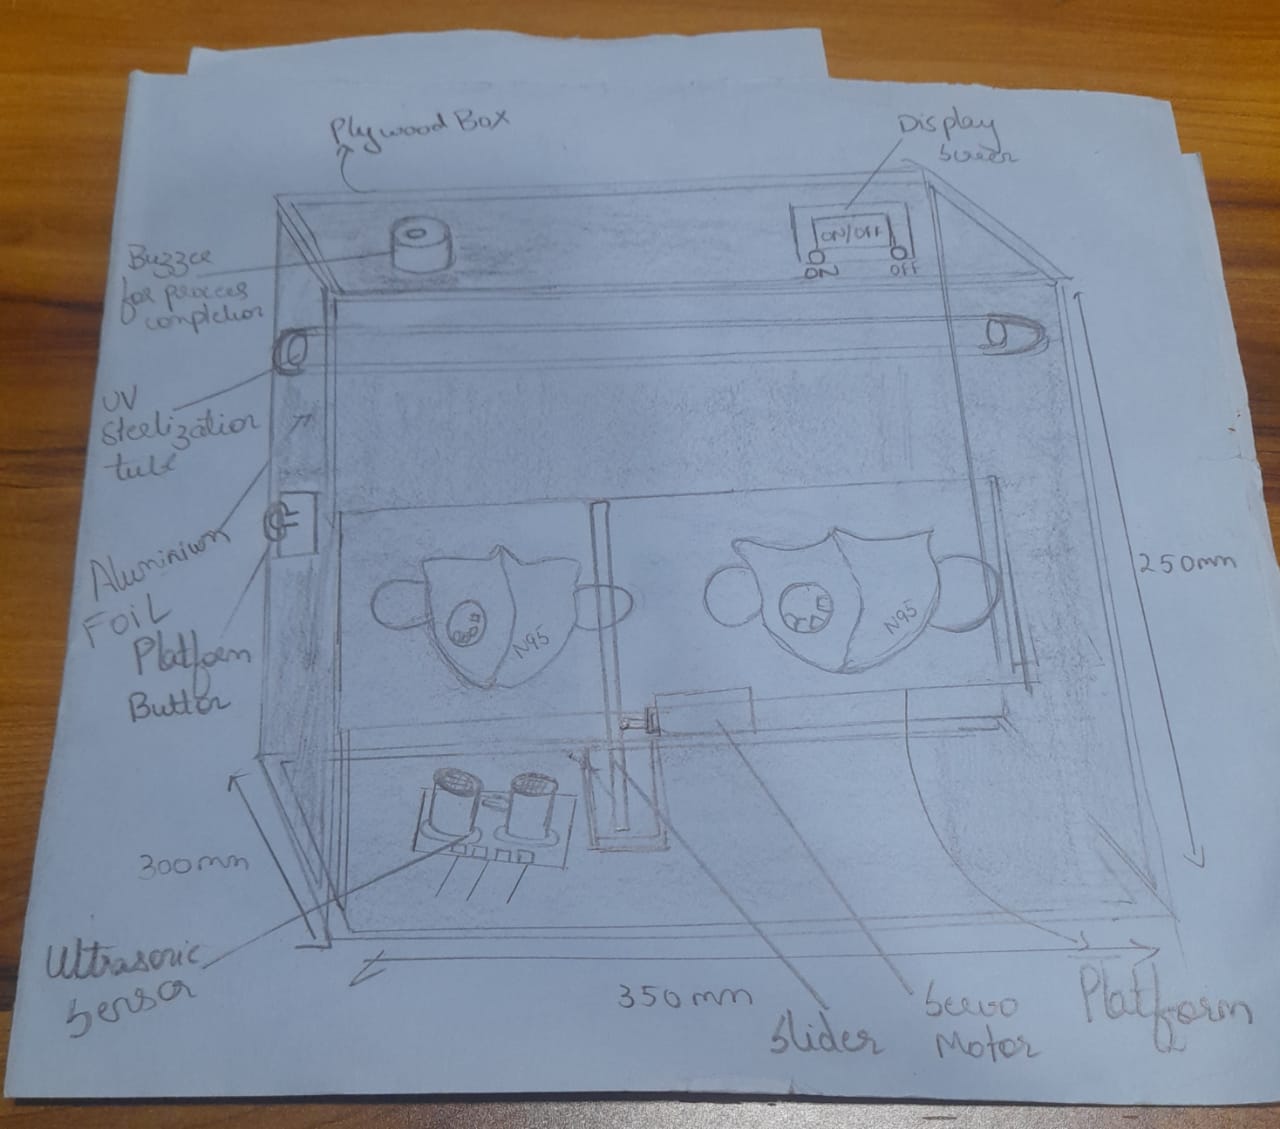 Plywood Box
Display
Screen
ON/OFF
ON
OFF
Buzzer
for process
completion
UV
Sterlization
tube
Aluminium
FOIL
Platform
Button
N95
N95
250mm
300mm
Ultrasonic
Sensor
350mm
Slider
Servo
Motor
Platform